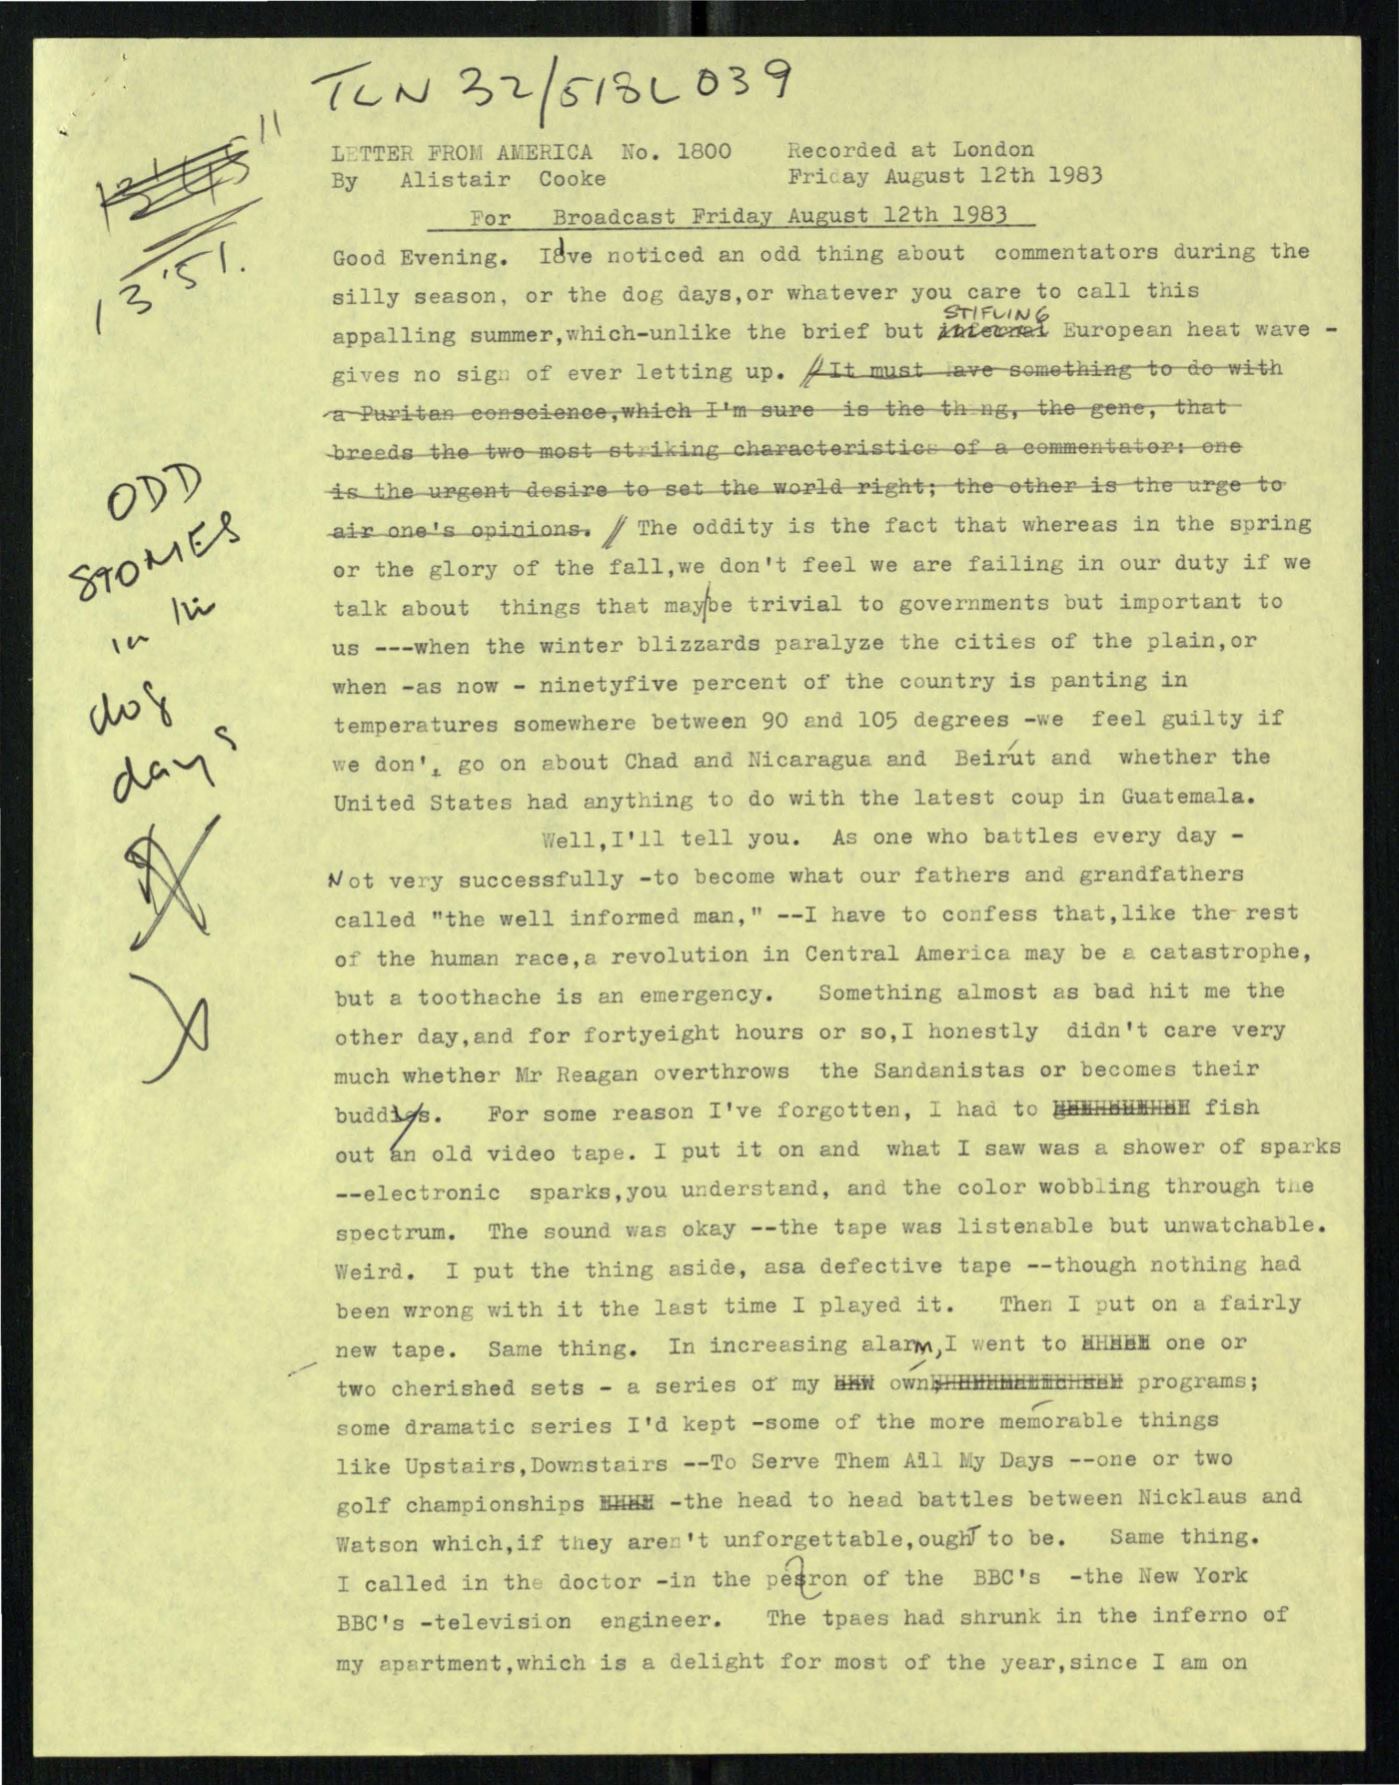 TLN 32/518L039
13'51"
LETTER FROM AMERICA No. 1800 Recorded at London
By Alistair Cooke Friday August 12th 1983
For Broadcast Friday August 12th 1983
Good Evening. I've noticed an odd thing about commentators during the
silly season, or the dog days,or whatever you care to call this
STIFLING
appalling summer,which-unlike the brief but infernal European heat wave -
gives no sign of ever letting up. //It must have something to do with
a Puritan conscience,which I'm sure is the thing, the gene, that
breeds the two most striking characteristics of a commentator: one
is the urgent desire to set the world right; the other is the urge to
air one's opinions. // The oddity is the fact that whereas in the spring
or the glory of the fall,we don't feel we are failing in our duty if we
talk about things that may|be trivial to governments but important to
us ---when the winter blizzards paralyze the cities of the plain,or
when -as now - ninetyfive percent of the country is panting in
temperatures somewhere between 90 and 105 degrees -we feel guilty if
we don't go on about Chad and Nicaragua and Beirut and whether the
United States had anything to do with the latest coup in Guatemala.
ODD
STORIES
in the
dog
days
Well,I'll tell you. As one who battles every day -
Not very successfully -to become what our fathers and grandfathers
called "the well informed man," --I have to confess that,like the rest
of the human race,a revolution in Central America may be a catastrophe,
but a toothache is an emergency. Something almost as bad hit me the
other day,and for fortyeight hours or so,I honestly didn't care very
much whether Mr Reagan overthrows the Sandanistas or becomes their
buddy. For some reason I've forgotten, I had to fish
out an old video tape. I put it on and what I saw was a shower of sparks
--electronic sparks,you understand, and the color wobbling through the
spectrum. The sound was okay --the tape was listenable but unwatchable.
Weird. I put the thing aside, asa defective tape --though nothing had
been wrong with it the last time I played it. Then I put on a fairly
new tape. Same thing. In increasing alarm,I went to one or
two cherished sets - a series of my own programs;
some dramatic series I'd kept -some of the more memorable things
like Upstairs,Downstairs --To Serve Them All My Days --one or two
golf championships -the head to head battles between Nicklaus and
Watson which,if they aren't unforgettable,ought to be. Same thing.
I called in the doctor -in the person of the BBC's -the New York
BBC's -television engineer. The tpaes had shrunk in the inferno of
my apartment,which is a delight for most of the year,since I am on